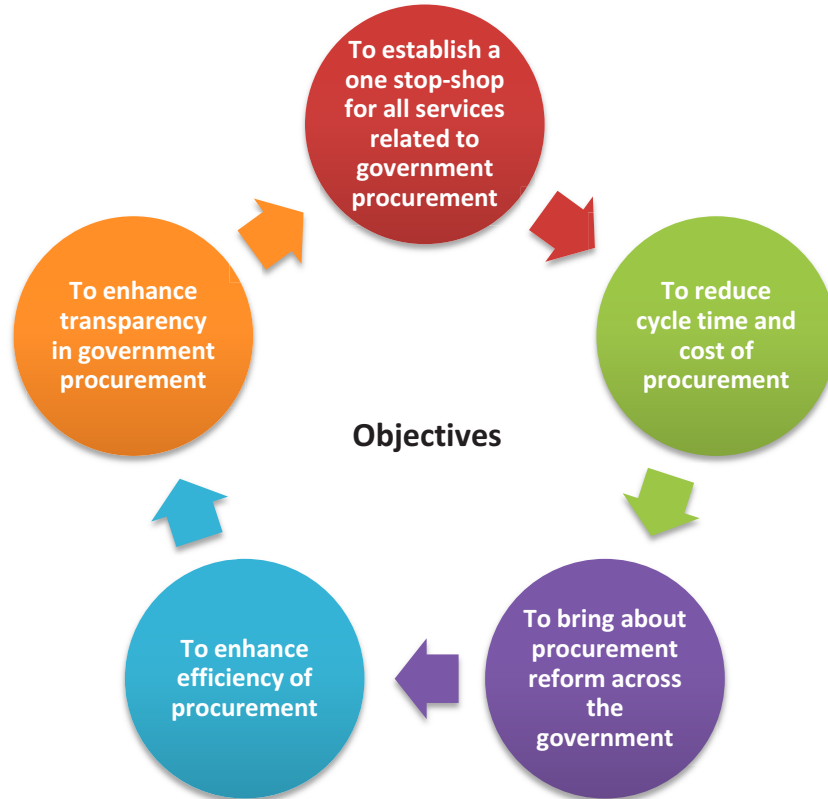 To establish a
one stop-shop
for all services
related to
government
procurement
To reduce
cycle time and
cost of
procurement
To bring about
procurement
reform across
the
government
To enhance
efficiency of
procurement
To enhance
transparency
in government
procurement
Objectives